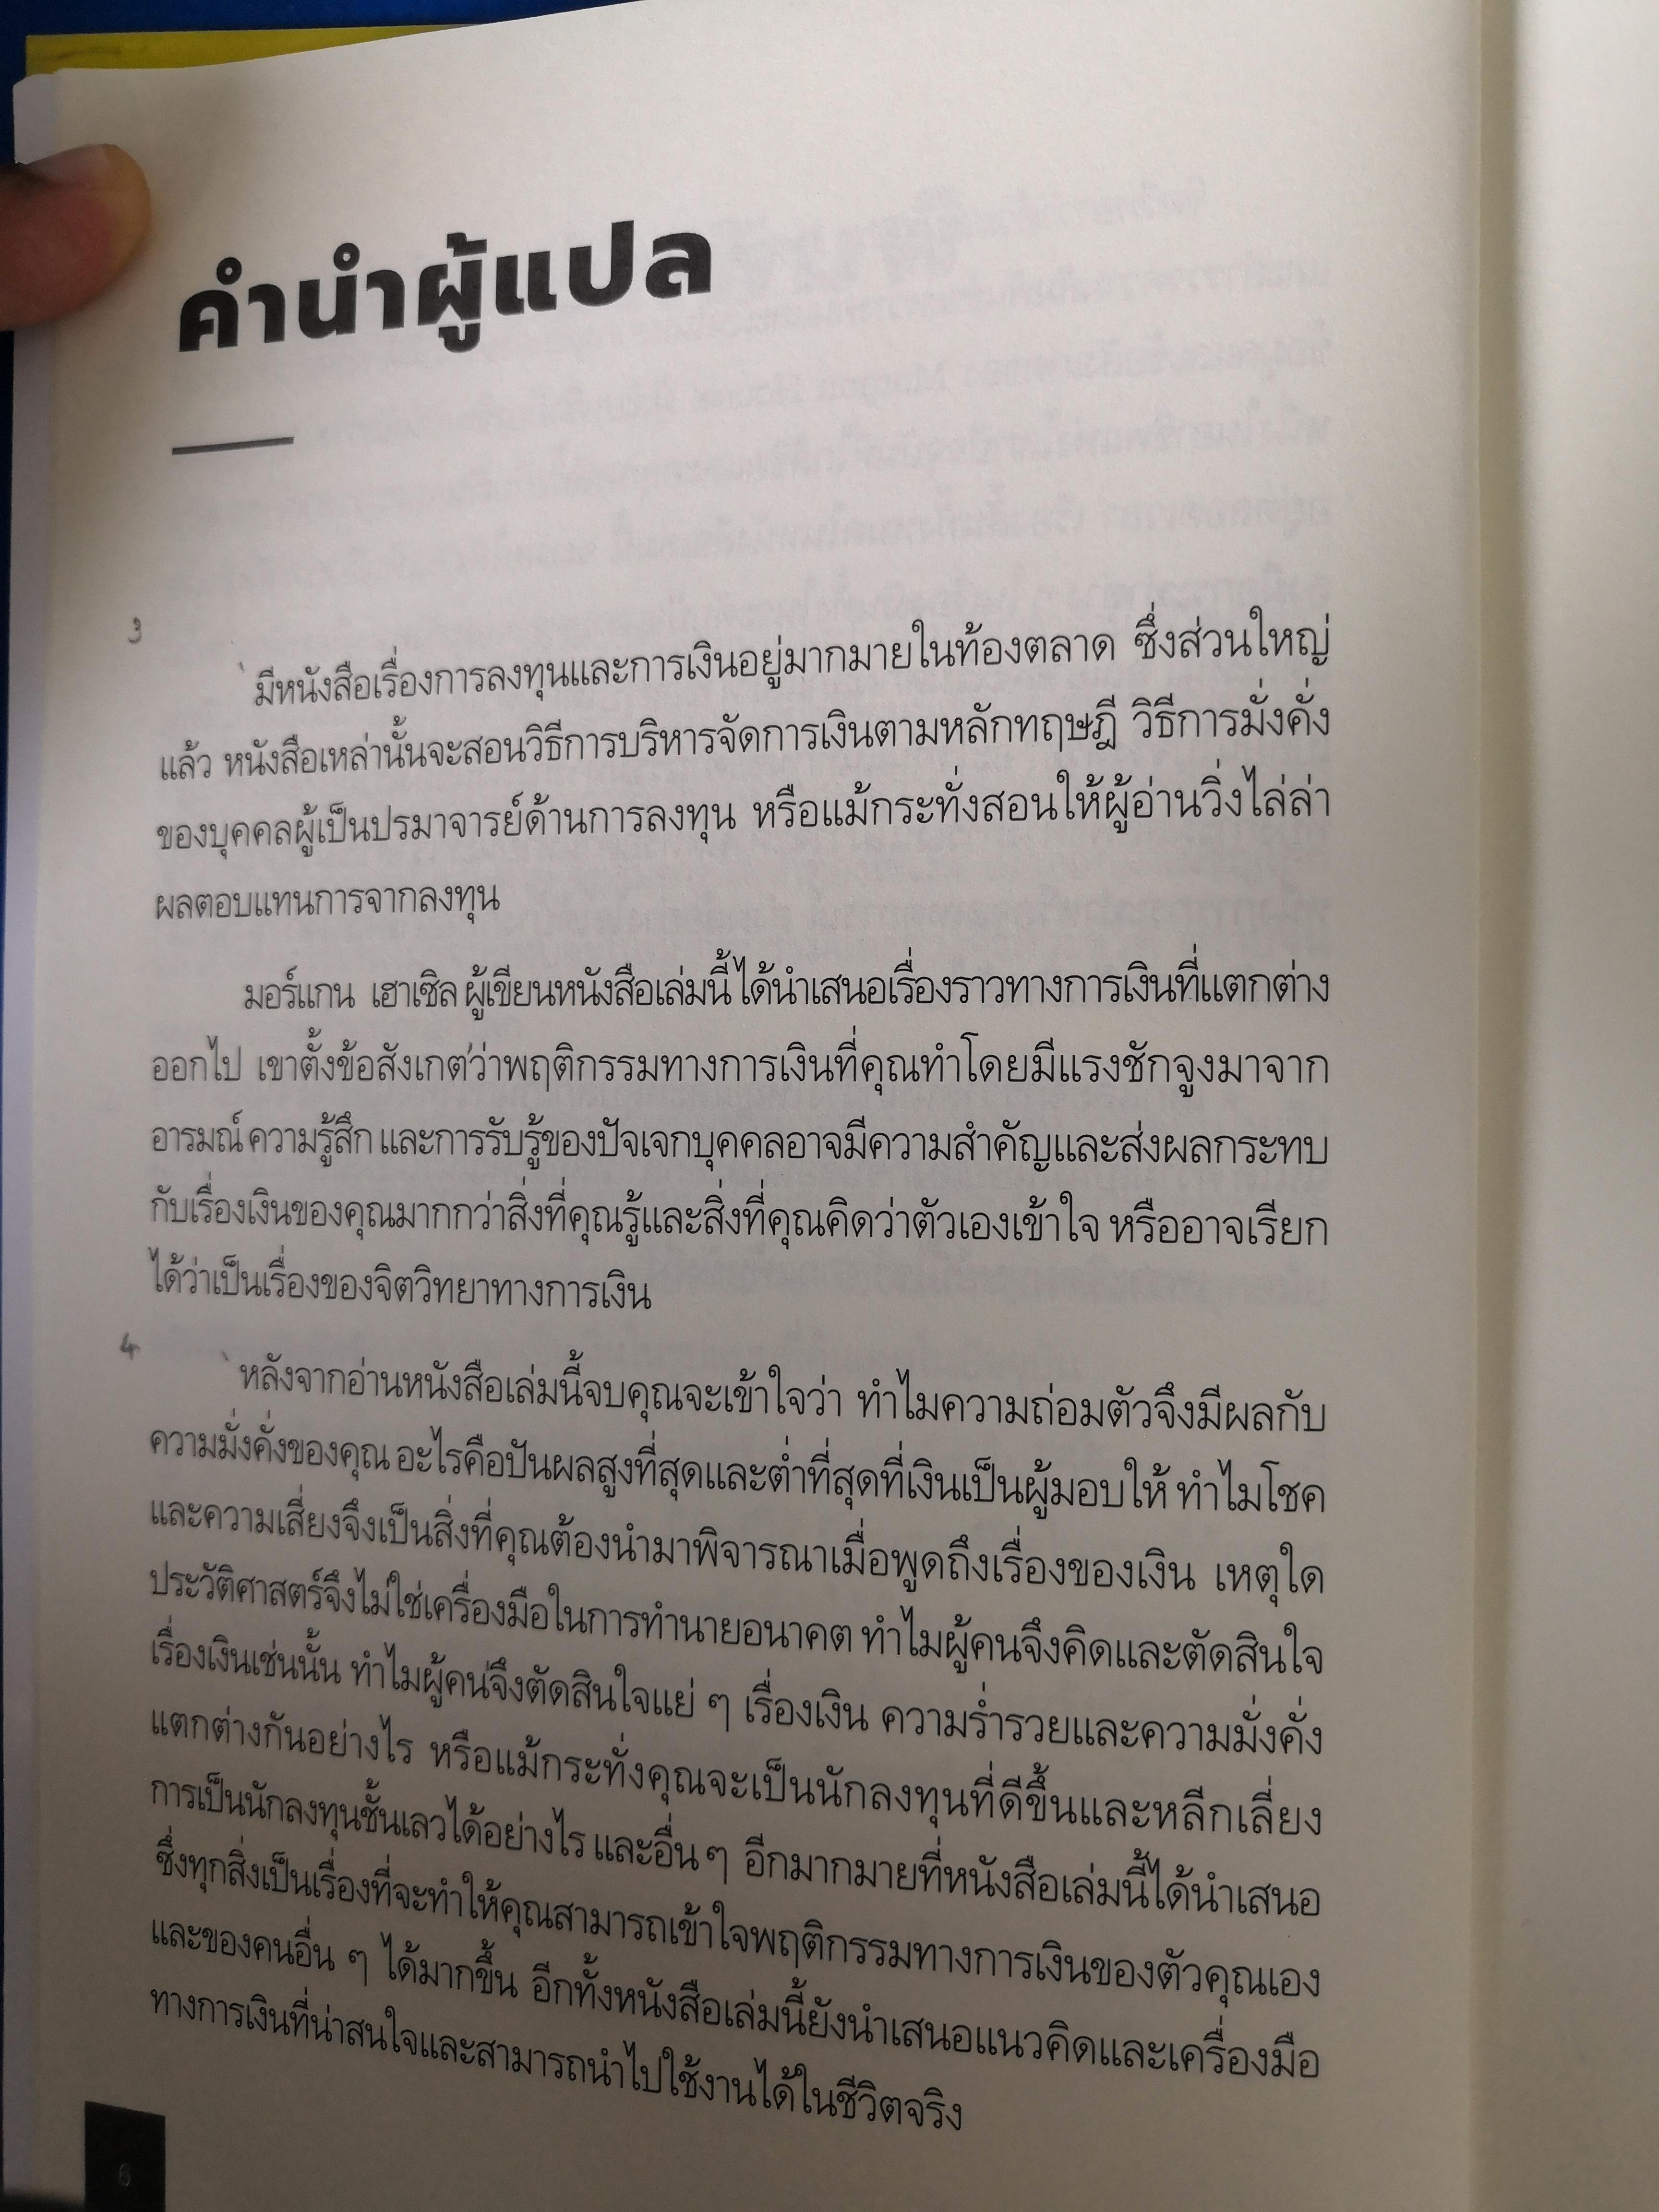 คำนำผู้แปล
3
มีหนังสือเรื่องการลงทุนและการเงินอยู่มากมายในท้องตลาด ซึ่งส่วนใหญ่
แล้ว หนังสือเหล่านั้นจะสอนวิธีการบริหารจัดการเงินตามหลักทฤษฎี วิธีการมั่งคั่ง
ของบุคคลผู้เป็นปรมาจารย์ด้านการลงทุน หรือแม้กระทั่งสอนให้ผู้อ่านวิ่งไล่ล่า
ผลตอบแทนการจากลงทุน
มอร์แกน เฮาเซิล ผู้เขียนหนังสือเล่มนี้ ได้นำเสนอเรื่องราวทางการเงินที่แตกต่าง
ออกไป เขาตั้งข้อสังเกตว่าพฤติกรรมทางการเงินที่คุณทำโดยมีแรงชักจูงมาจาก
อารมณ์ ความรู้สึก และการรับรู้ของปัจเจกบุคคลอาจมีความสำคัญและส่งผลกระทบ
กับเรื่องเงินของคุณมากกว่าสิ่งที่คุณรู้และสิ่งที่คุณคิดว่าตัวเองเข้าใจ หรืออาจเรียก
ได้ว่าเป็นเรื่องของจิตวิทยาทางการเงิน
4
หลังจากอ่านหนังสือเล่มนี้จบคุณจะเข้าใจว่า ทำไมความถ่อมตัวจึงมีผลกับ
ความมั่งคั่งของคุณ อะไรคือปันผลสูงที่สุดและต่ำที่สุดที่เงินเป็นผู้มอบให้ ทำไมโชค
และความเสี่ยงจึงเป็นสิ่งที่คุณต้องนำมาพิจารณาเมื่อพูดถึงเรื่องของเงิน เหตุใด
ประวัติศาสตร์จึงไม่ใช่เครื่องมือในการทำนายอนาคต ทำไมผู้คนจึงคิดและตัดสินใจ
เรื่องเงินเช่นนั้น ทำไมผู้คนจึงตัดสินใจแย่ ๆ เรื่องเงิน ความร่ำรวยและความมั่งคั่ง
แตกต่างกันอย่างไร หรือแม้กระทั่งคุณจะเป็นนักลงทุนที่ดีขึ้นและหลีกเลี่ยง
การเป็นนักลงทุนชั้นเลวได้อย่างไร และอื่น ๆ อีกมากมายที่หนังสือเล่มนี้ได้นำเสนอ
ซึ่งทุกสิ่งเป็นเรื่องที่จะทำให้คุณสามารถเข้าใจพฤติกรรมทางการเงินของตัวคุณเอง
และของคนอื่น ๆ ได้มากขึ้น อีกทั้งหนังสือเล่มนี้ยังนำเสนอแนวคิดและเครื่องมือ
ทางการเงินที่น่าสนใจและสามารถนำไปใช้งานได้ในชีวิตจริง
6